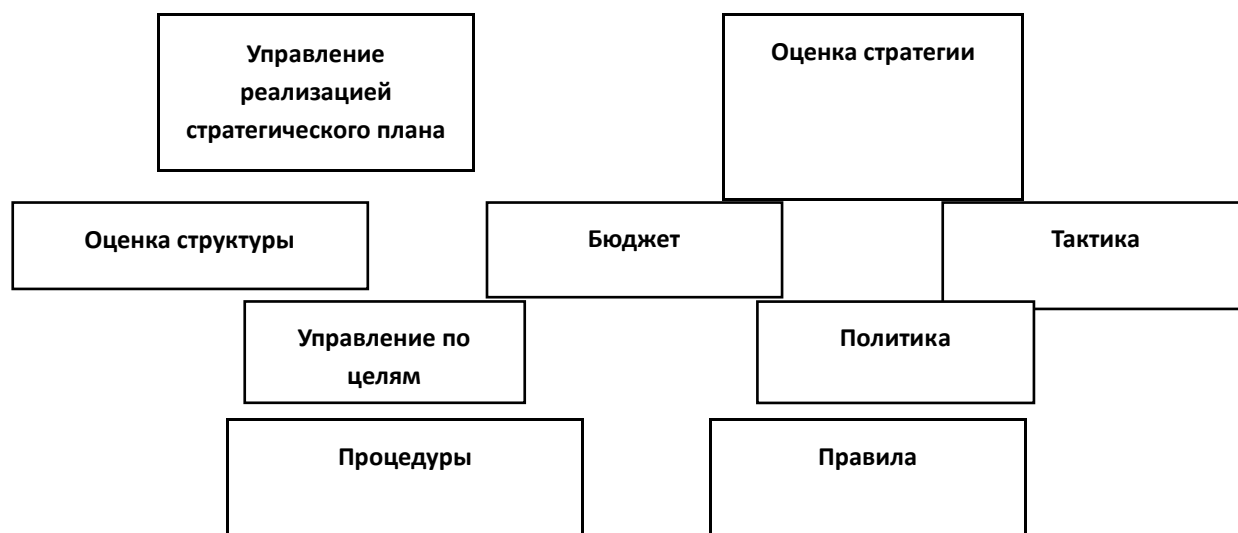 Управление
реализацией
стратегического плана
Оценка стратегии
Оценка структуры
Бюджет
Тактика
Управление по
целям
Политика
Процедуры
Правила